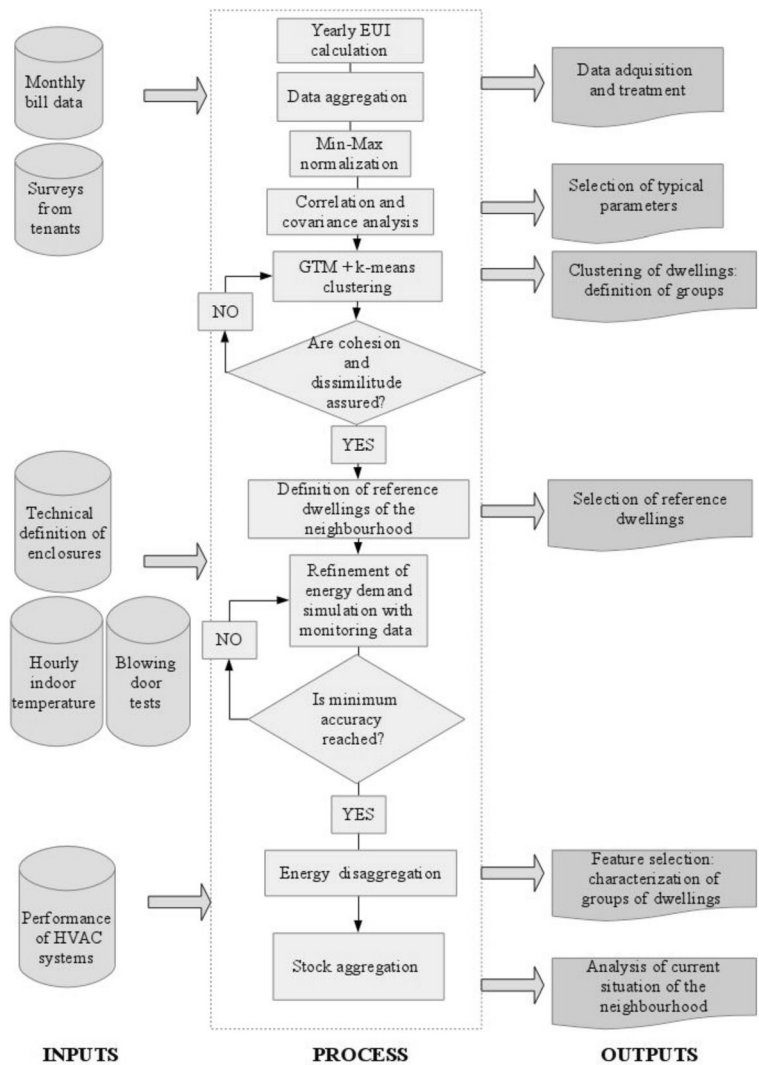 Yearly EUI
calculation
Monthly
bill data
Data aggregation
Data adquisition
and treatment
Min-Max
normalization
Surveys
from
tenants
Correlation and
covariance analysis
Selection of typical
parameters
GTM + k-means
clustering
Clustering of dwellings:
definition of groups
NO
Are cohesion
and
dissimilitude
assured?
YES
Technical
definition of
enclosures
Definition of reference
dwellings of the
neighbourhood
Selection of reference
dwellings
Refinement of
energy demand
simulation with
monitoring data
NO
Hourly
indoor
temperature
Blowing
door
tests
Is minimum
accuracy
reached?
YES
Performance
of HVAC
systems
Energy disaggregation
Feature selection:
characterization of
groups of dwellings
Stock aggregation
Analysis of current
situation of the
neighbourhood
INPUTS
PROCESS
OUTPUTS